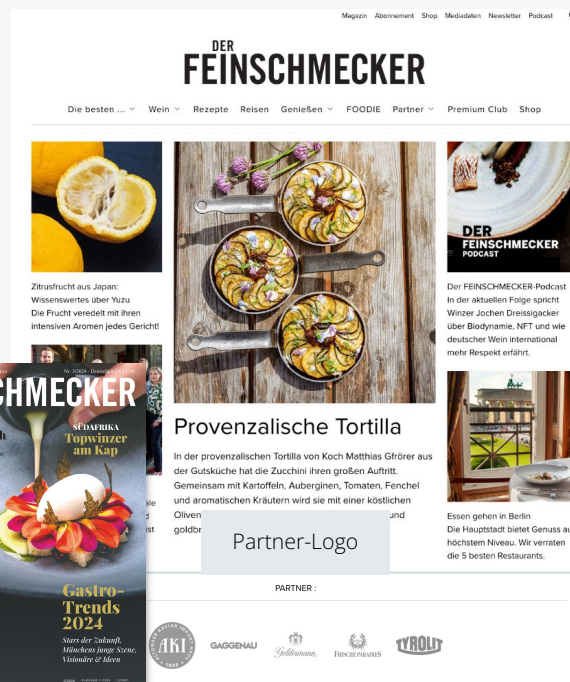 Magazin Abonnement Shop Mediadaten Newsletter Podcast
DER
FEINSCHMECKER
Die besten ... Wein Rezepte Reisen Genießen FOODIE Partner Premium Club Shop
Zitrusfrucht aus Japan:
Wissenswertes über Yuzu
Die Frucht veredelt mit ihren
intensiven Aromen jedes Gericht!
Provenzalische Tortilla
In der provenzalischen Tortilla von Koch Matthias Gfrörer aus
der Gutsküche hat die Zucchini ihren großen Auftritt.
Gemeinsam mit Kartoffeln, Auberginen, Tomaten, Fenchel
und aromatischen Kräutern wird sie mit einer köstlichen
Oliven
und
goldbr
DER
FEINSCHMECKER
PODCAST
Der FEINSCHMECKER-Podcast
In der aktuellen Folge spricht
Winzer Jochen Dreissigacker
über Biodynamie, NFT und wie
deutscher Wein international
mehr Respekt erfährt.
Essen gehen in Berlin
Die Hauptstadt bietet Genuss au
höchstem Niveau. Wir verraten
die 5 besten Restaurants.
CHMECKER
SÜDAFRIKA
Topwinzer
am Kap
Gastro-
Trends
2024
Stars der Zukunft,
Münchens junge Szene,
Visionäre & Ideen
Partner-Logo
PARTNER :
AKI
1925
GAGGENAU
Goldermann
FRISCHEPARADIES
TYROLIT